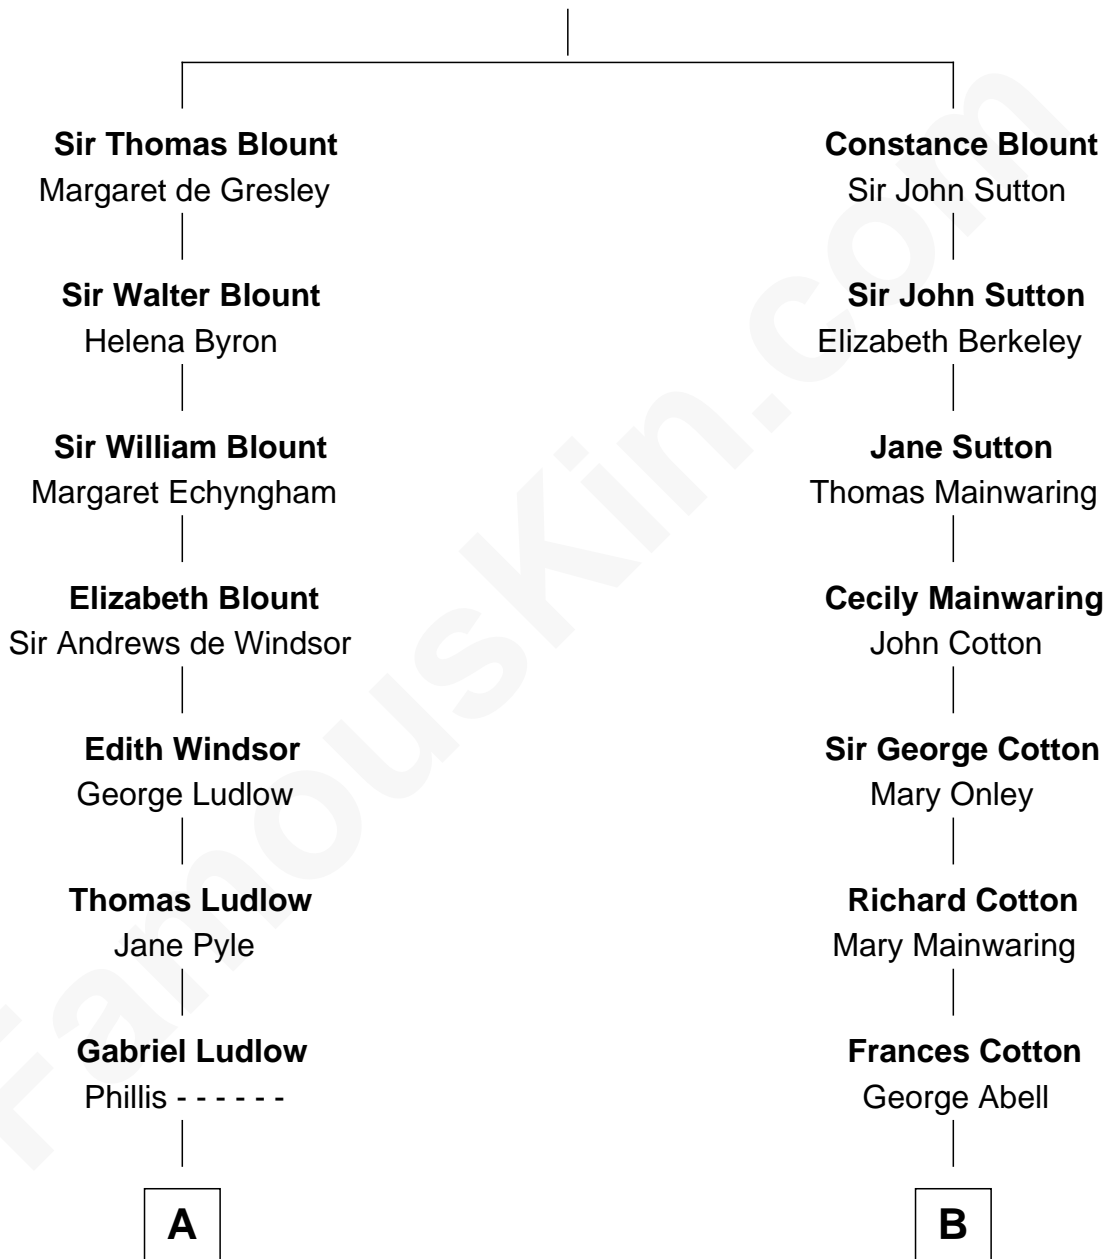 Sir Thomas Blount
Margaret de Gresley
Sir Walter Blount
Helena Byron
Sir William Blount
Margaret Echyngham
Elizabeth Blount
Sir Andrews de Windsor
Edith Windsor
George Ludlow
Thomas Ludlow
Jane Pyle
Gabriel Ludlow
Phillis - - - - - -
A
Constance Blount
Sir John Sutton
Sir John Sutton
Elizabeth Berkeley
Jane Sutton
Thomas Mainwaring
Cecily Mainwaring
John Cotton
Sir George Cotton
Mary Onley
Richard Cotton
Mary Mainwaring
Frances Cotton
George Abell
B
FamousKin.com